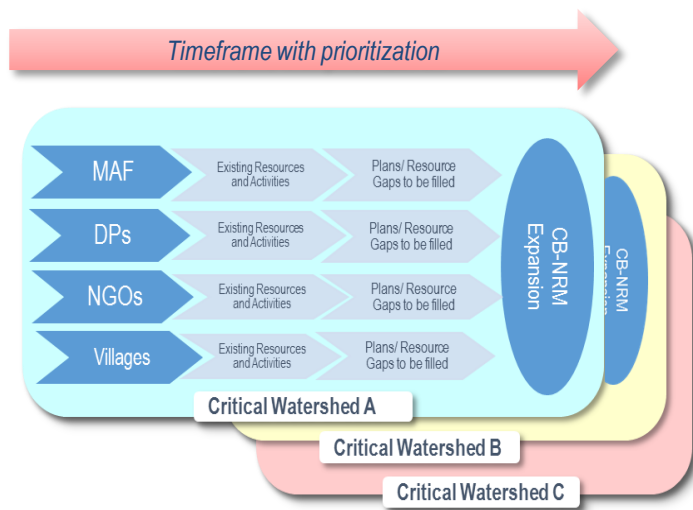 Timeframe with prioritization
MAF
Existing Resources
and Activities
Plans/ Resource
Gaps to be filled
DPs
Existing Resources
and Activities
Plans/ Resource
Gaps to be filled
NGOs
Existing Resources
and Activities
Plans/ Resource
Gaps to be filled
Villages
Existing Resources
and Activities
Plans/ Resource
Gaps to be filled
CB-NRM
Expansion
CB-NRM
Expansion
Critical Watershed A
Critical Watershed B
Critical Watershed C